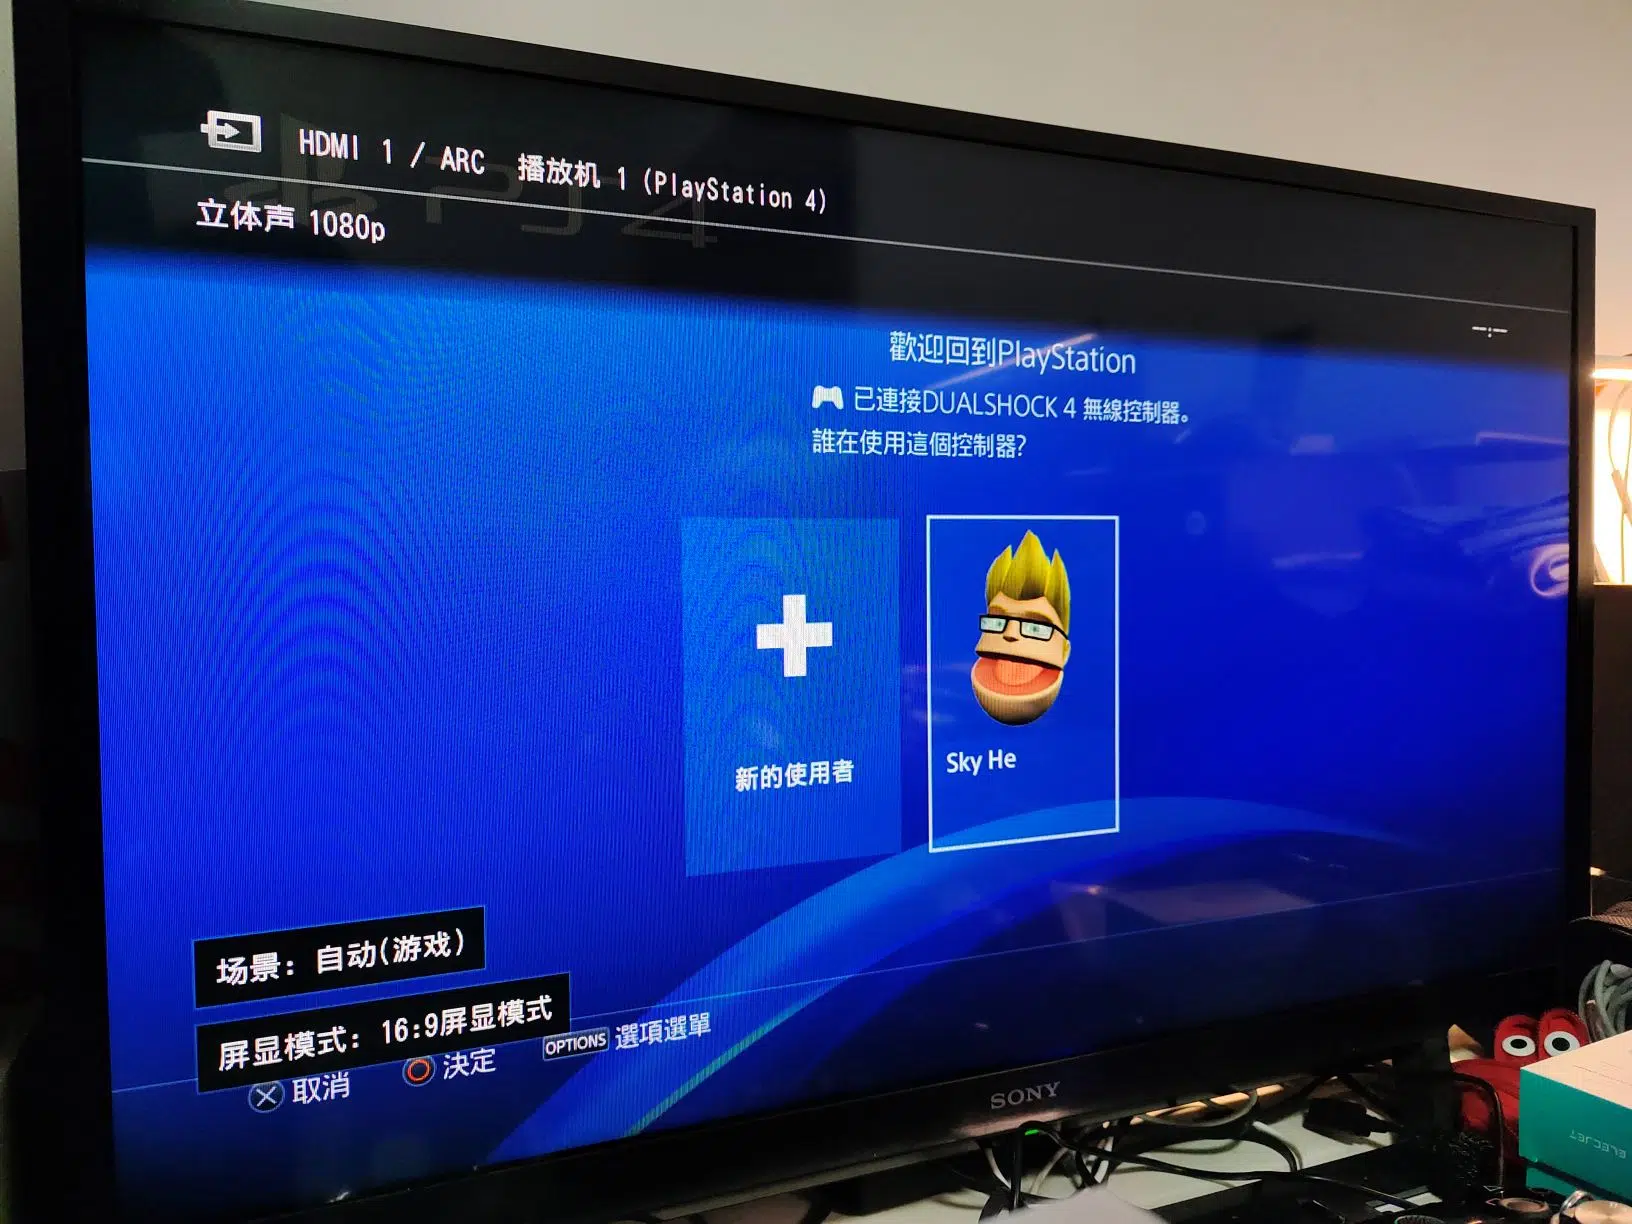 HDMI 1 / ARC 播放机 1 (PlayStation 4)
PS4
立体声 1080p
--:--
歡迎回到PlayStation
已連接DUALSHOCK 4 無線控制器。
誰在使用這個控制器?
新的使用者
Sky He
场景: 自动(游戏)
屏显模式: 16:9屏显模式
取消
決定
OPTIONS 選項選單
SONY
ELECJET